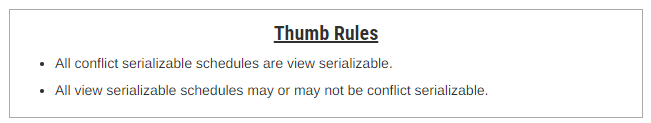 Thumb Rules
• All conflict serializable schedules are view serializable.
• All view serializable schedules may or may not be conflict serializable.